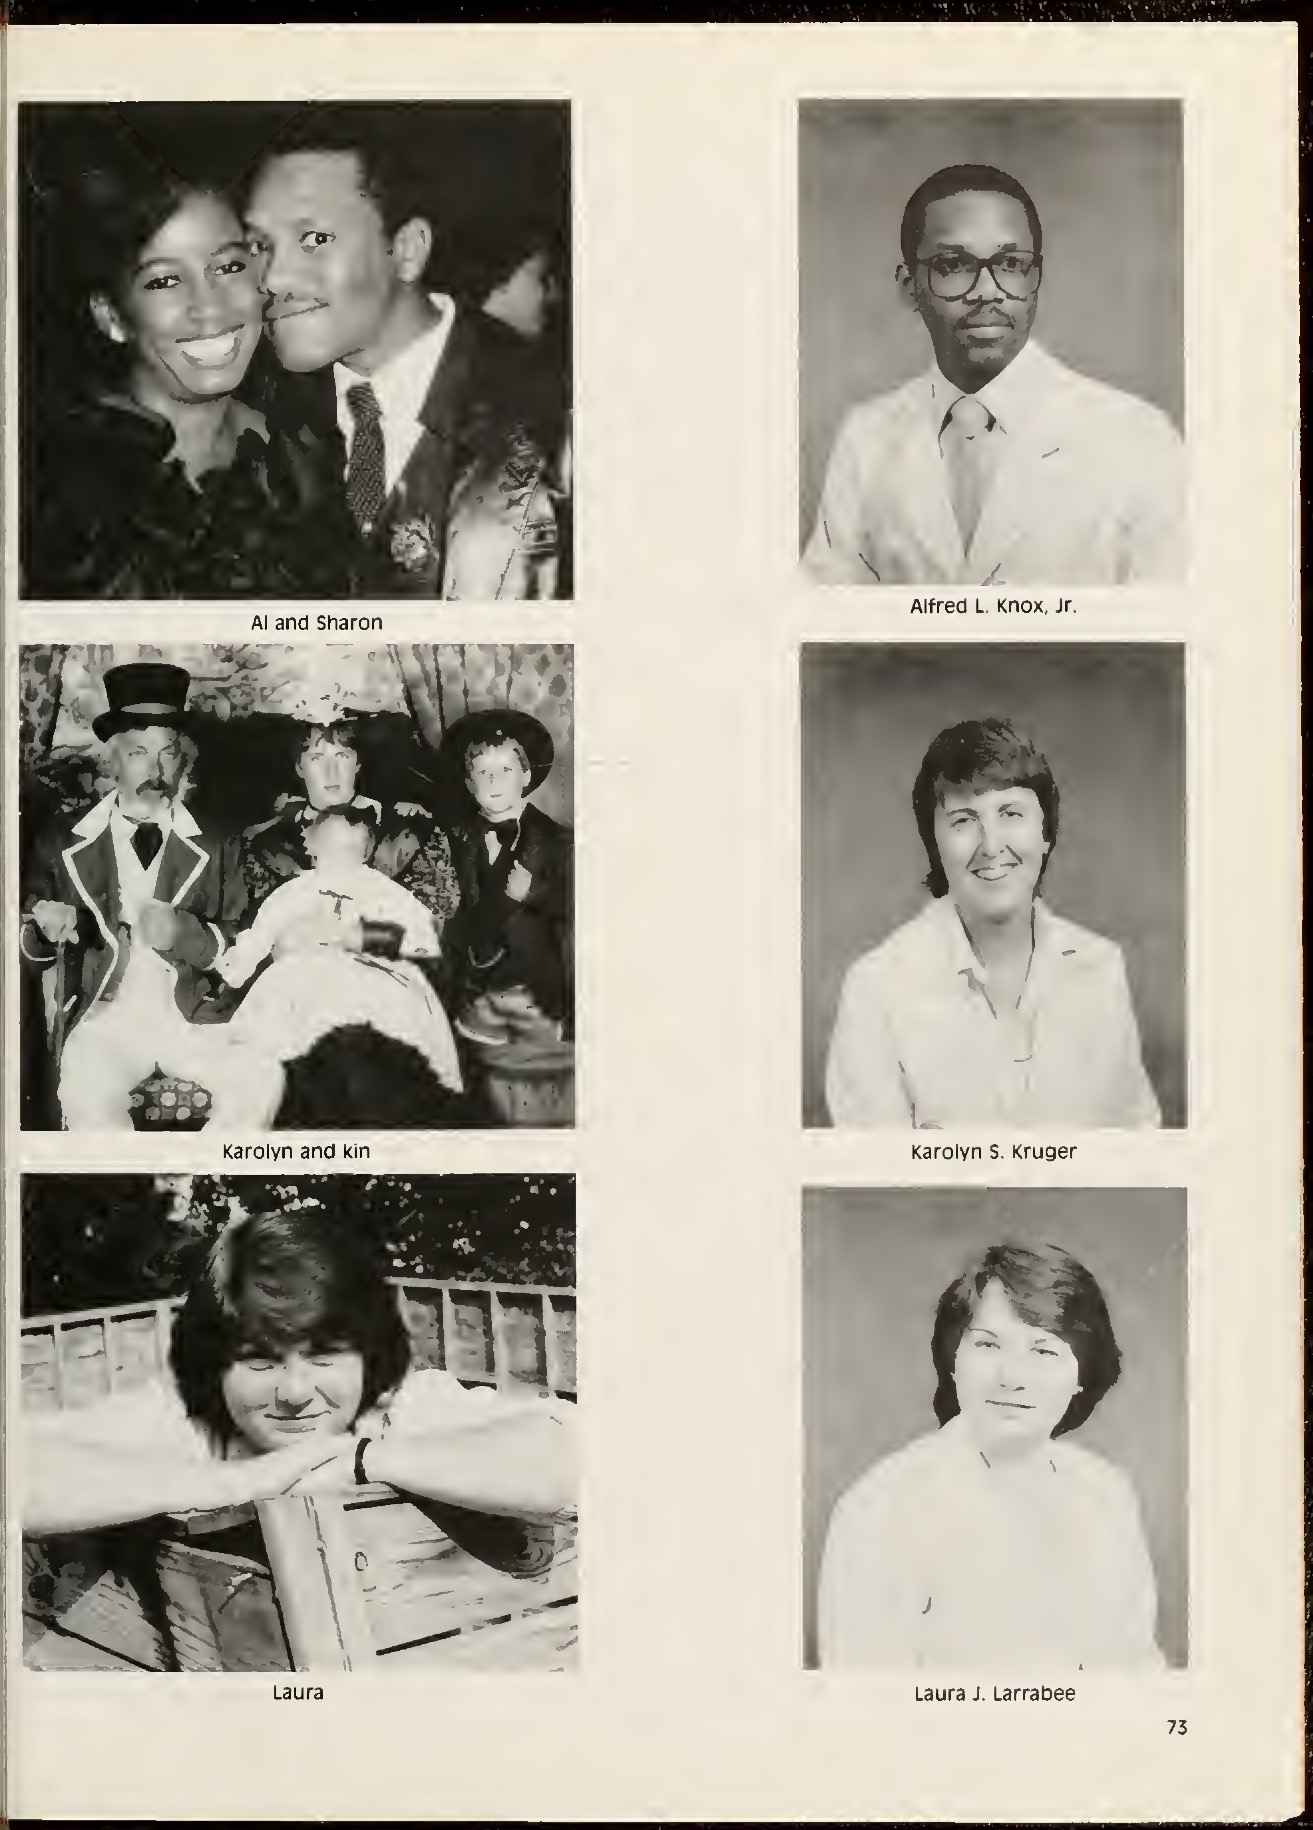 Al and Sharon
Alfred L. Knox, Jr.
Karolyn and kin
Karolyn S. Kruger
Laura
Laura J. Larrabee
73